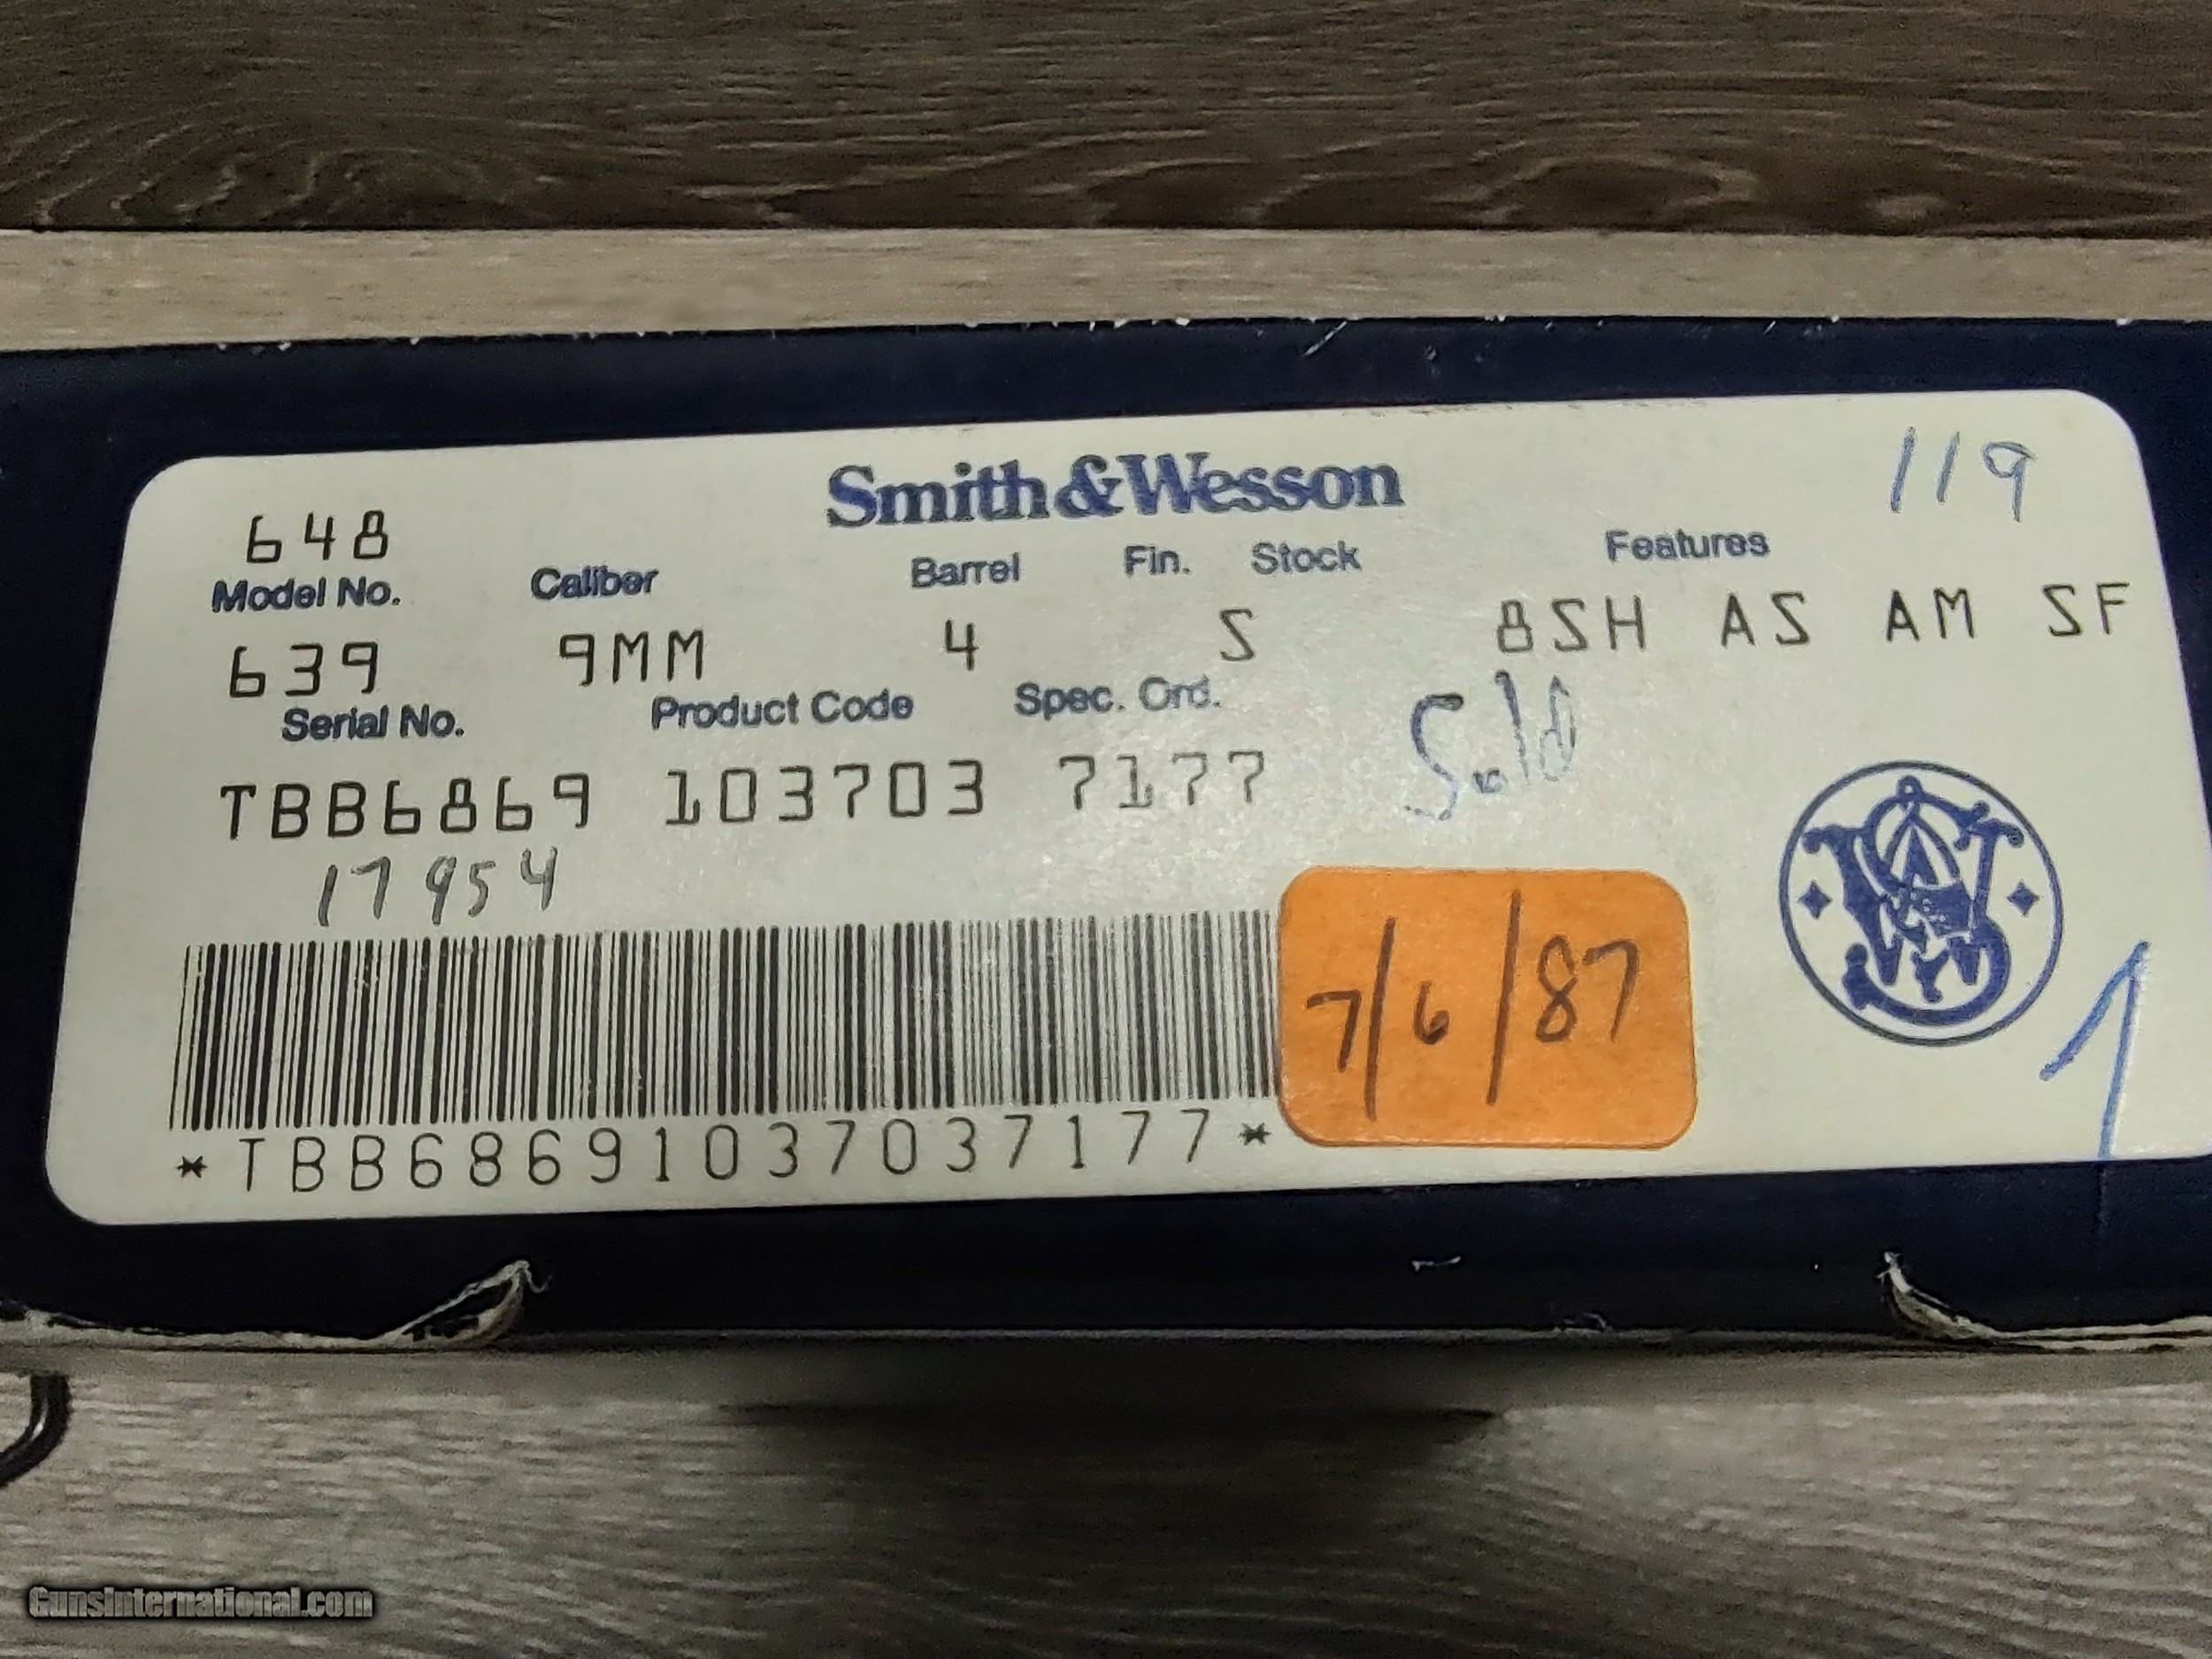 119
Smith&Wesson
648
Model No. Caliber Barrel Fin. Stock Features
639 9MM 4 S 8SH AS AM SF
Serial No. Product Code Spec. Ord.
TBB6869 103703 7177 Sold
17954
7/6/87
1
*TBB68691037037177*
GunsInternational.com